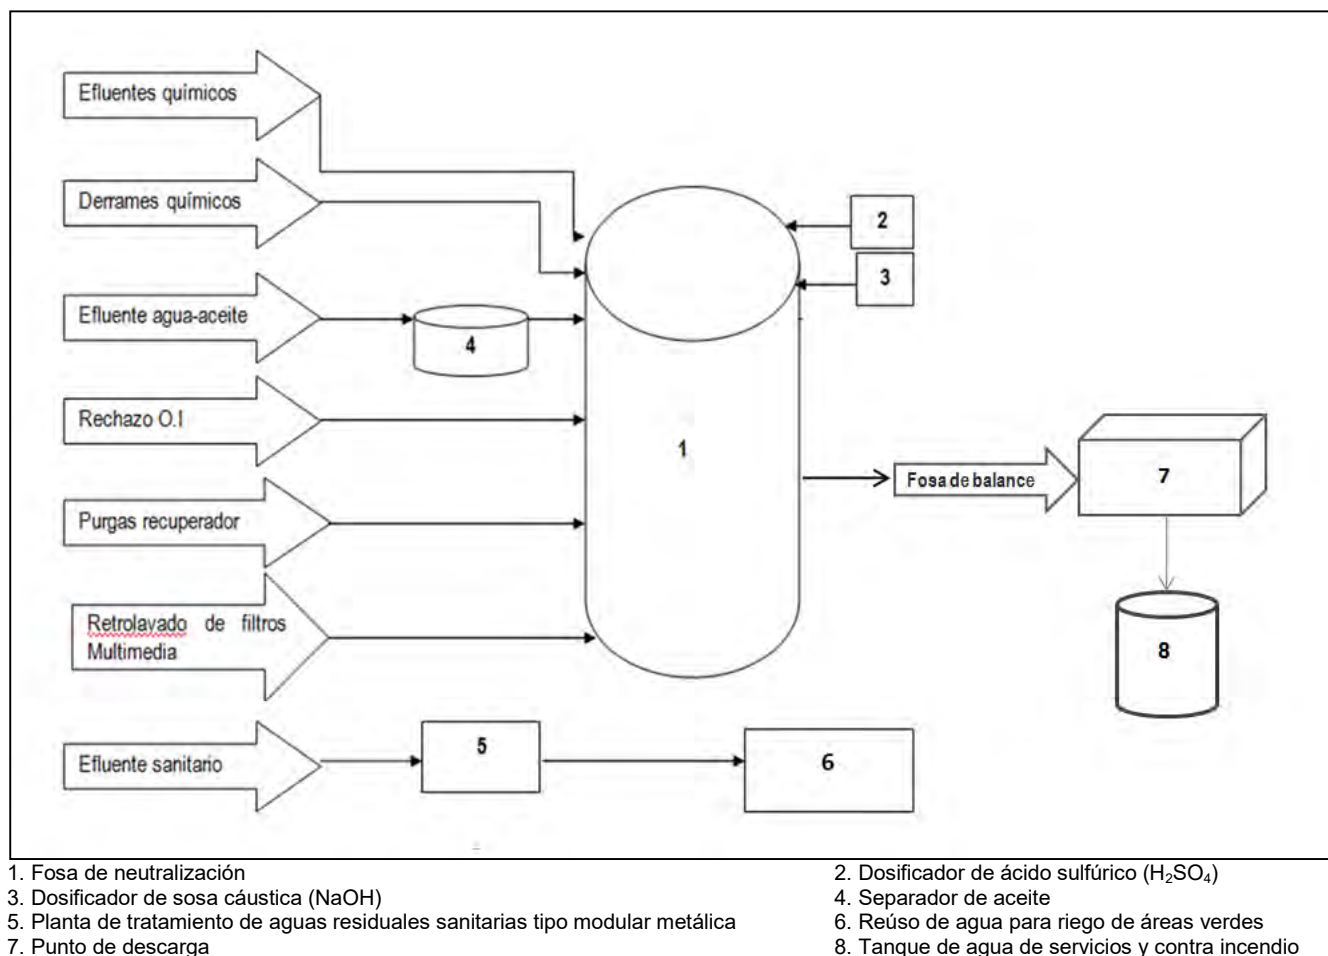 Efluentes químicos
Derrames químicos
2
3
Efluente agua-aceite
4
Rechazo O.I
1
Fosa de balance
7
Purgas recuperador
Retrolavado de filtros
Multimedia
8
Efluente sanitario
5
6
1. Fosa de neutralización
2. Dosificador de ácido sulfúrico (H₂SO₄)
3. Dosificador de sosa cáustica (NaOH)
4. Separador de aceite
5. Planta de tratamiento de aguas residuales sanitarias tipo modular metálica
6. Reúso de agua para riego de áreas verdes
7. Punto de descarga
8. Tanque de agua de servicios y contra incendio